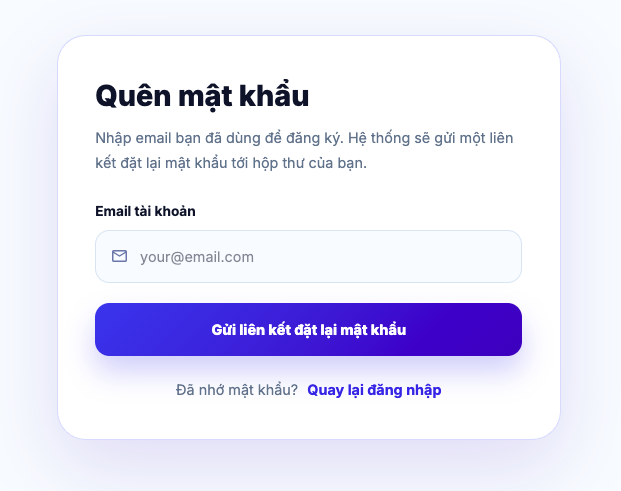 Quên mật khẩu
Nhập email bạn đã dùng để đăng ký. Hệ thống sẽ gửi một liên
kết đặt lại mật khẩu tới hộp thư của bạn.
Email tài khoản
your@email.com
Gửi liên kết đặt lại mật khẩu
Đã nhớ mật khẩu? Quay lại đăng nhập